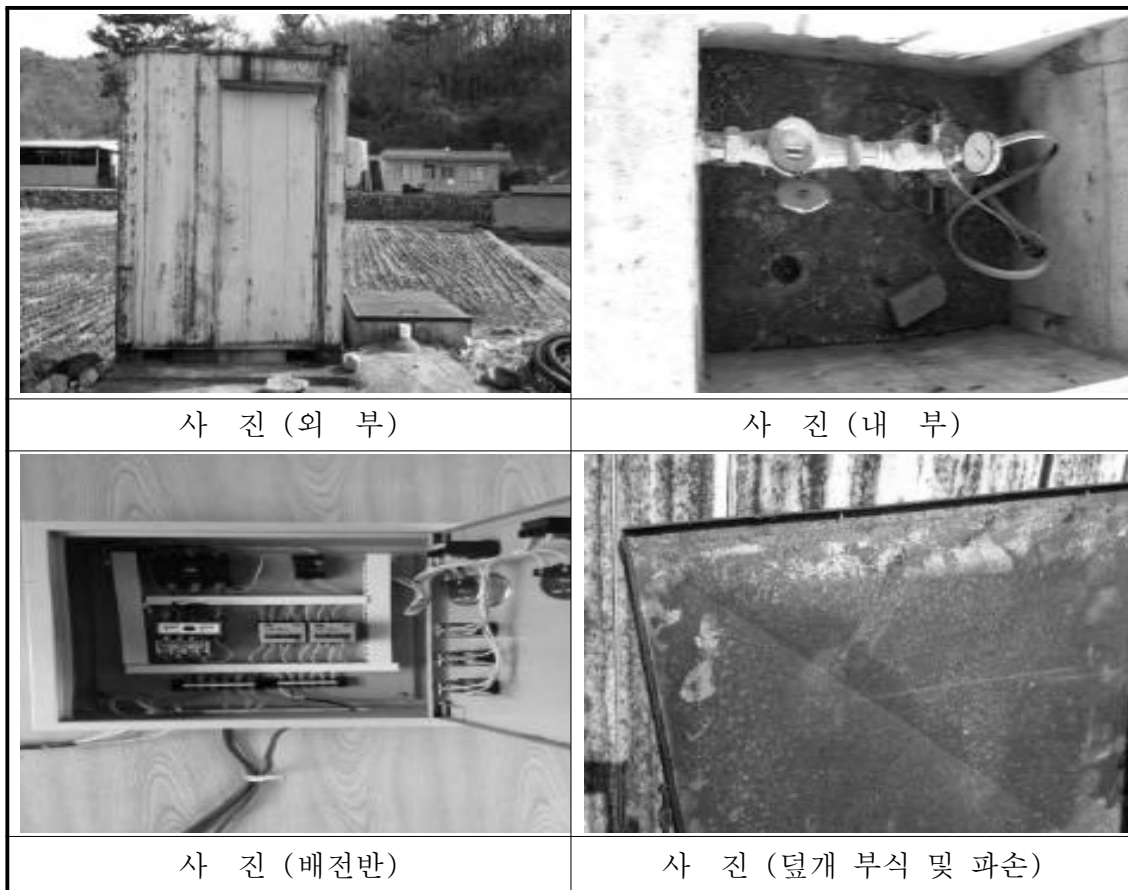 사 진 (외 부)
사 진 (내 부)
사 진 (배전반)
사 진 (덮개 부식 및 파손)